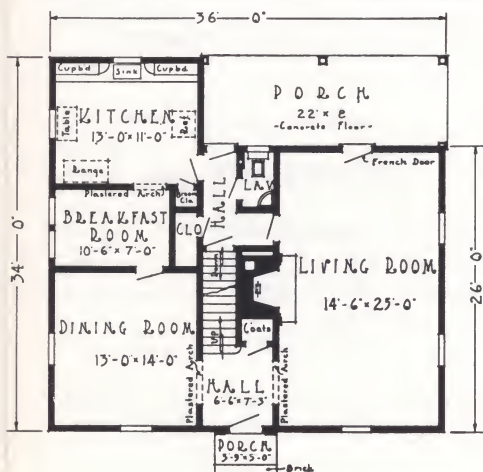 36'-0"
Cupbd
Sink
Cupbd
PORCH
22' x 8
-Concrete Floor-
KITCHEN
13'-0" x 11'-0"
Table
Ref.
Range
French Door
LAV
HALL
Plastered Arch
Broom
Clo
CLO
BREAKFAST
ROOM
10'-6" x 7'-0"
34'-0"
26'-0"
Down
LIVING ROOM
14'-6" x 25'-0"
DINING ROOM
13'-0" x 14'-0"
Up
Coats
Plastered Arch
HALL
6'-6" x 7'-3"
Plastered Arch
PORCH
3'-9" x 5'-0"
Brick